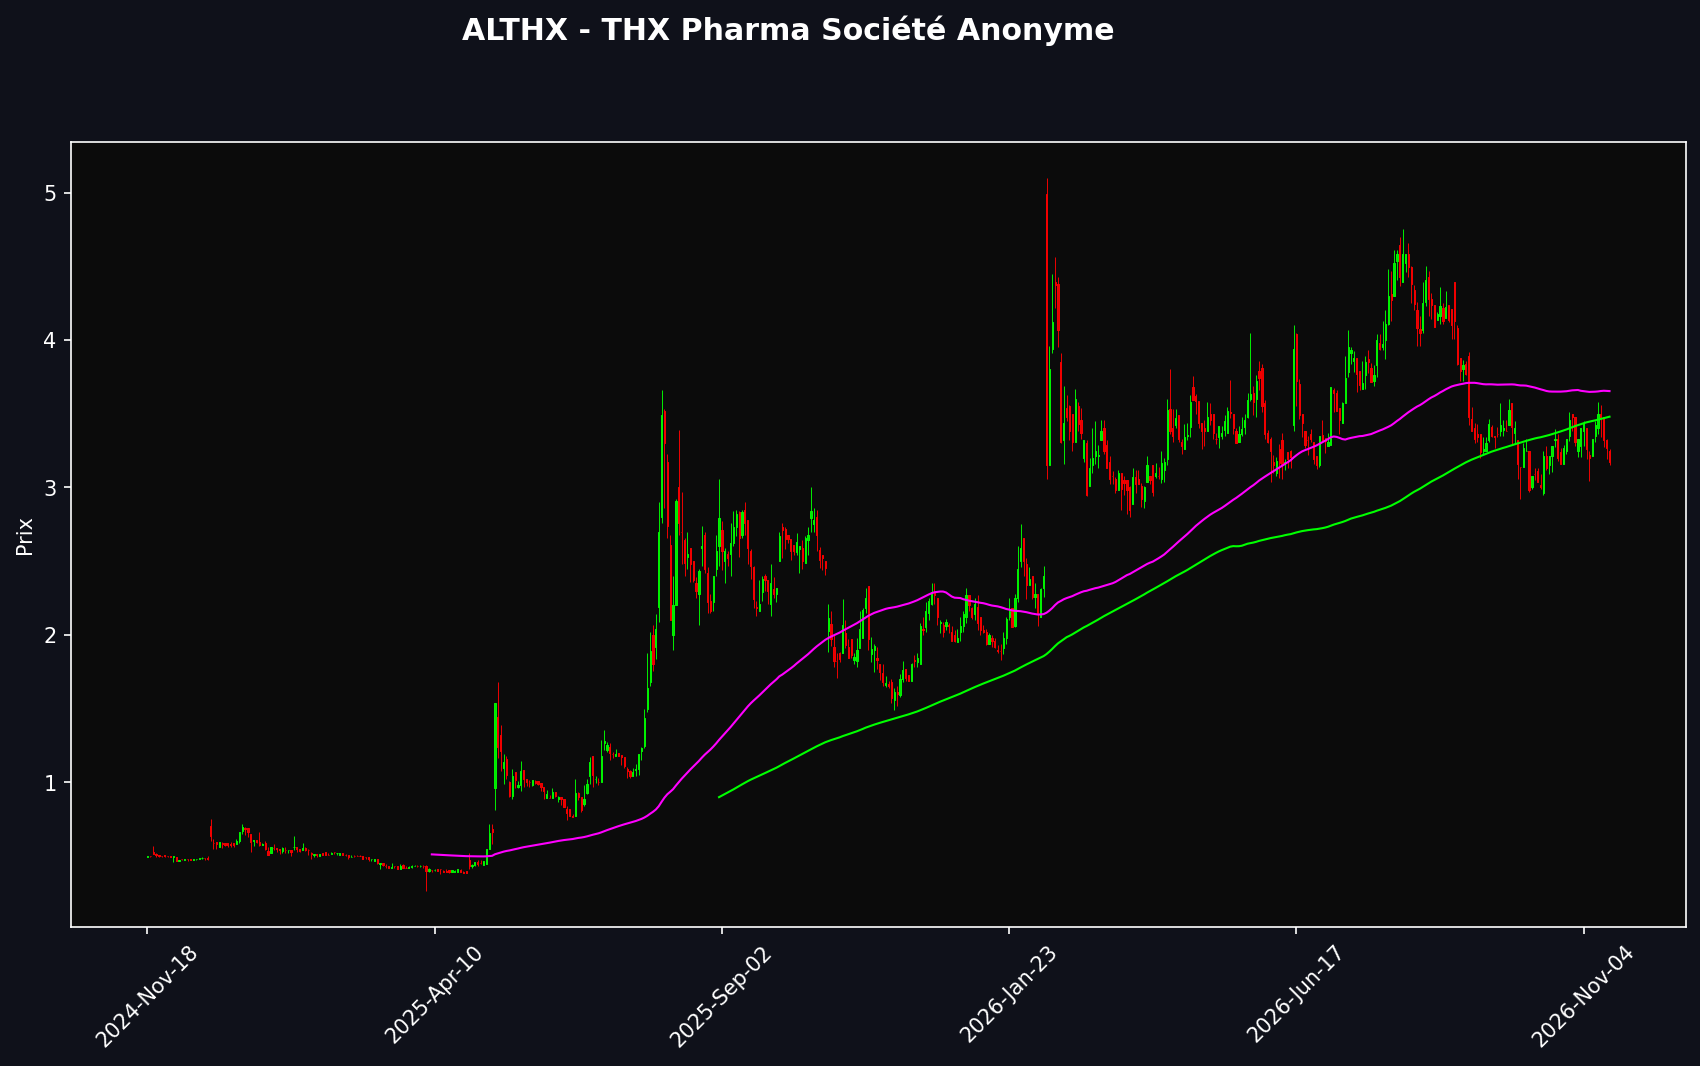 ALTHX - THX Pharma Société Anonyme
Prix
5
4
3
2
1
2024-Nov-18
2025-Apr-10
2025-Sep-02
2026-Jan-23
2026-Jun-17
2026-Nov-04